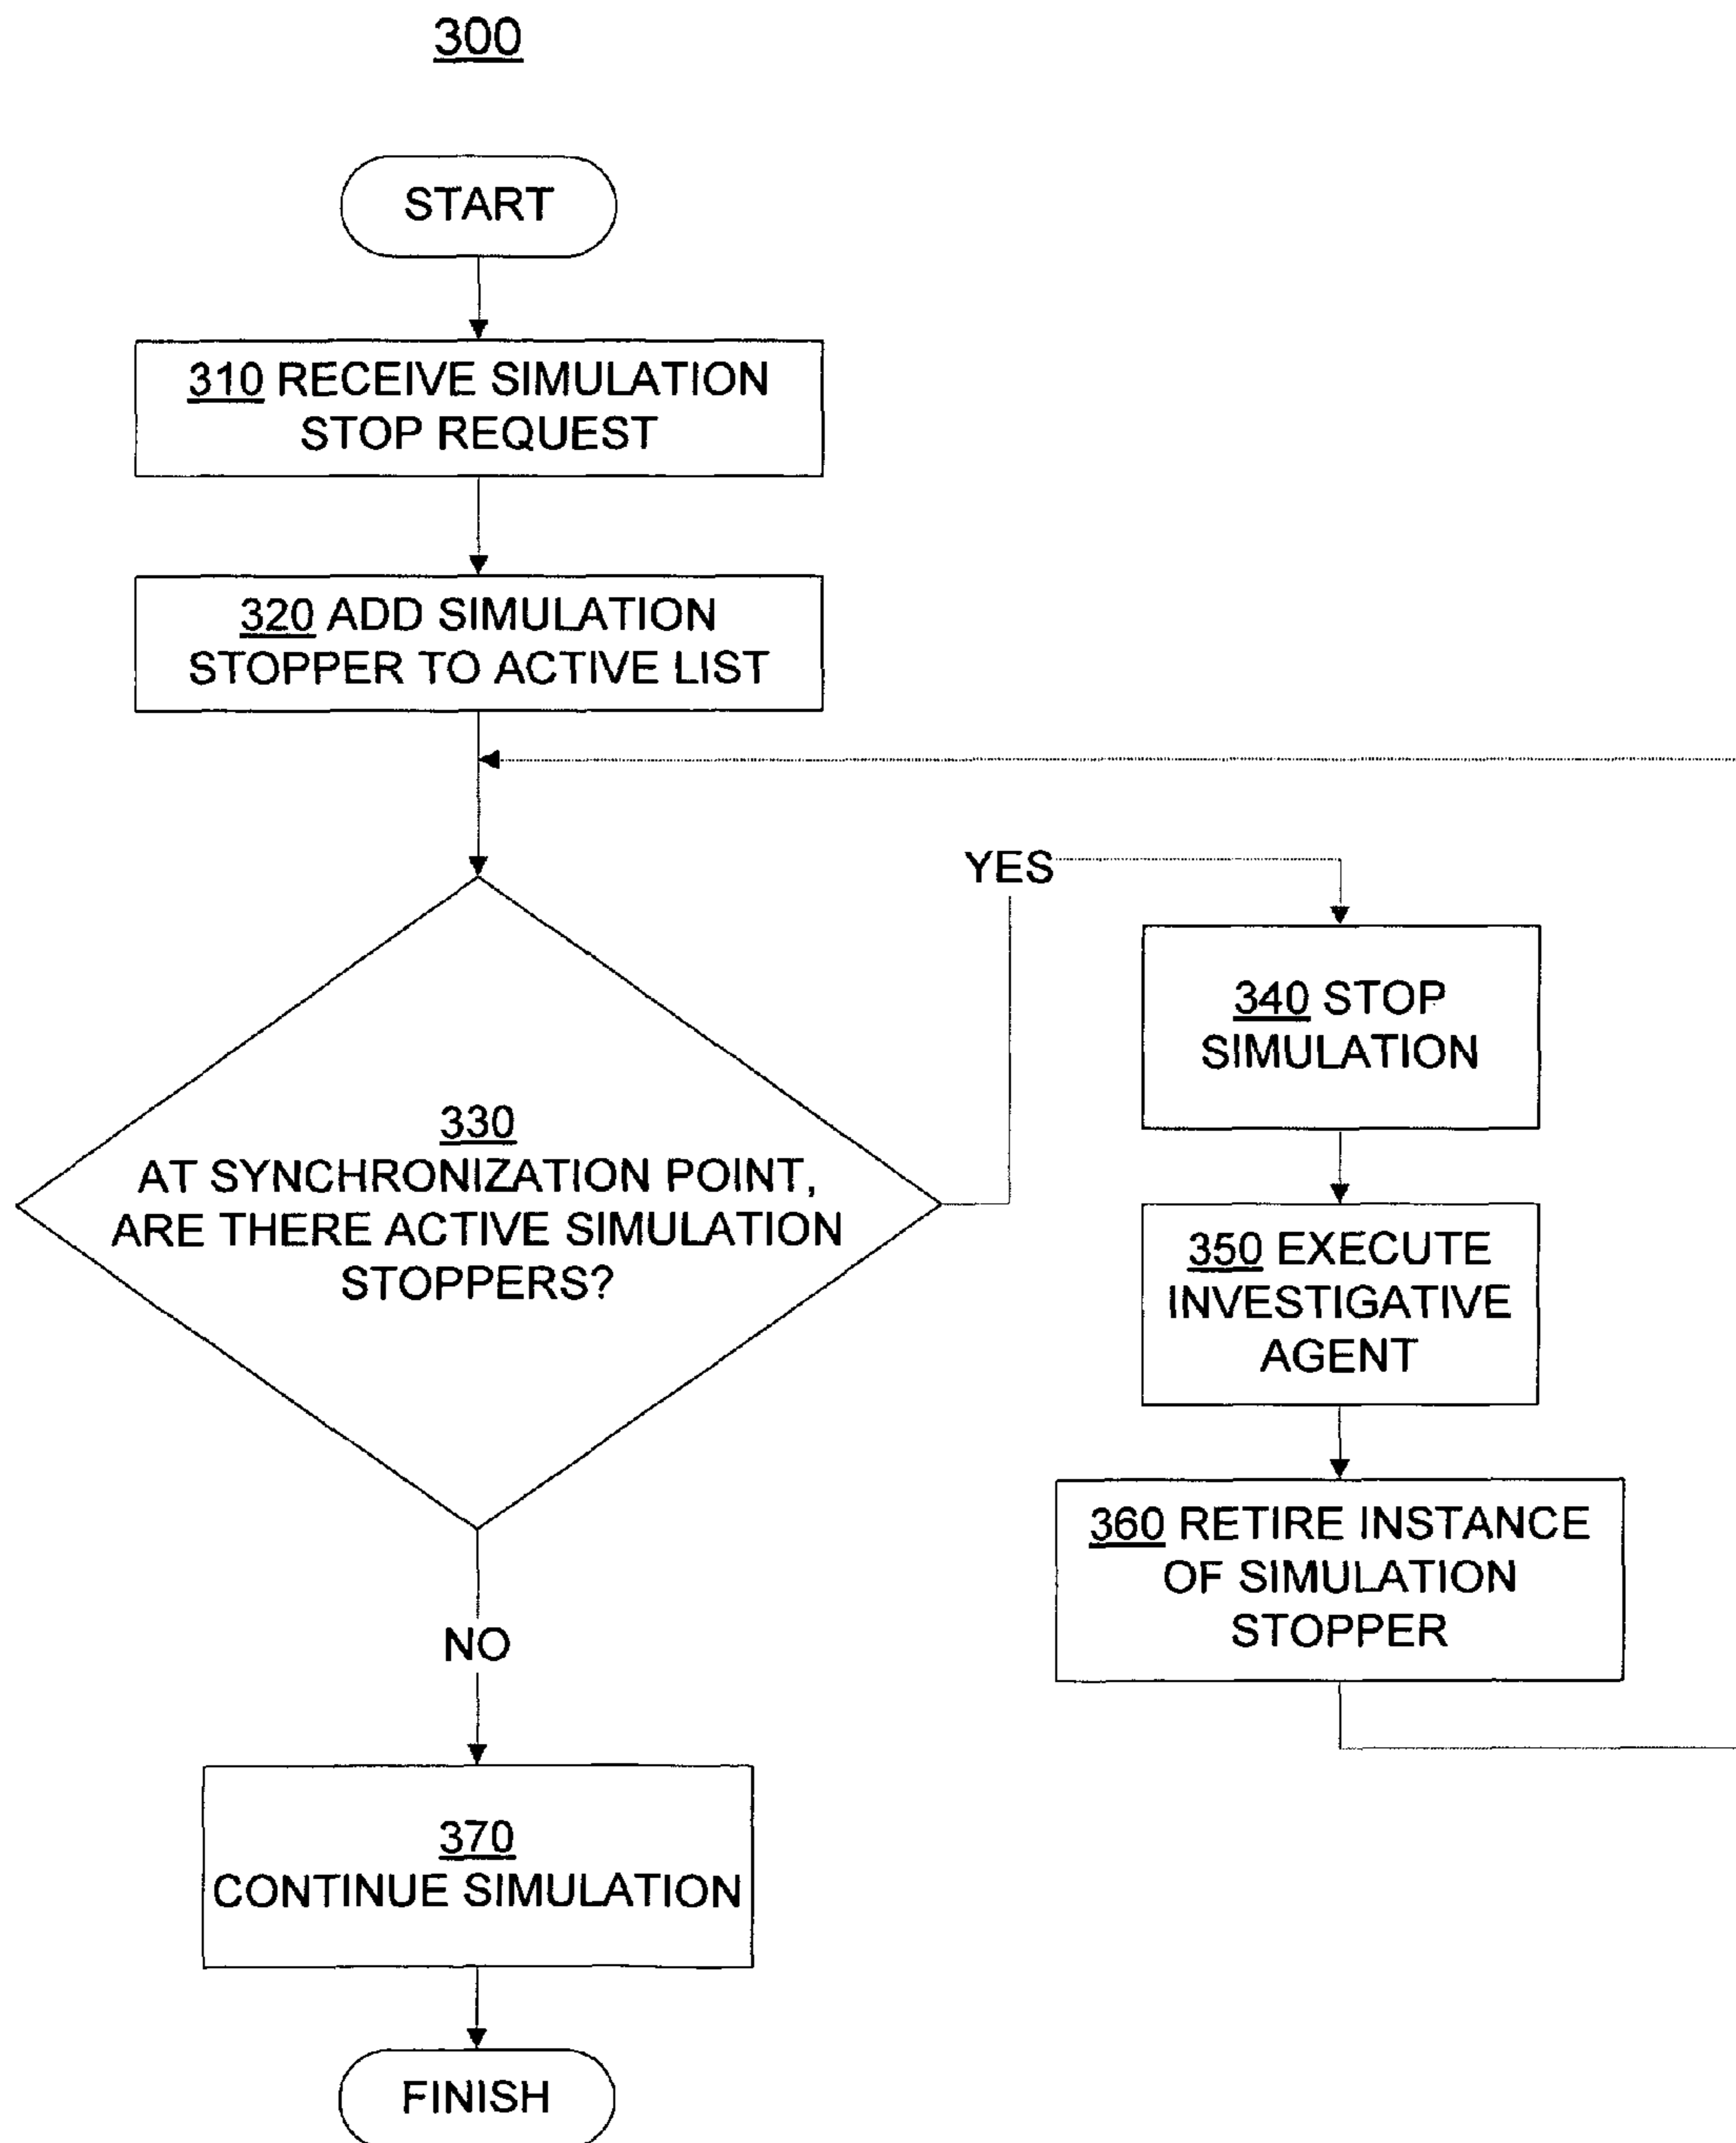 300
START
310 RECEIVE SIMULATION
STOP REQUEST
320 ADD SIMULATION
STOPPER TO ACTIVE LIST
330
AT SYNCHRONIZATION POINT,
ARE THERE ACTIVE SIMULATION
STOPPERS?
YES
340 STOP
SIMULATION
350 EXECUTE
INVESTIGATIVE
AGENT
360 RETIRE INSTANCE
OF SIMULATION
STOPPER
NO
370
CONTINUE SIMULATION
FINISH